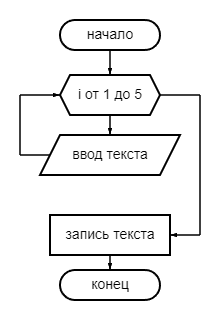 начало
i от 1 до 5
ввод текста
запись текста
конец